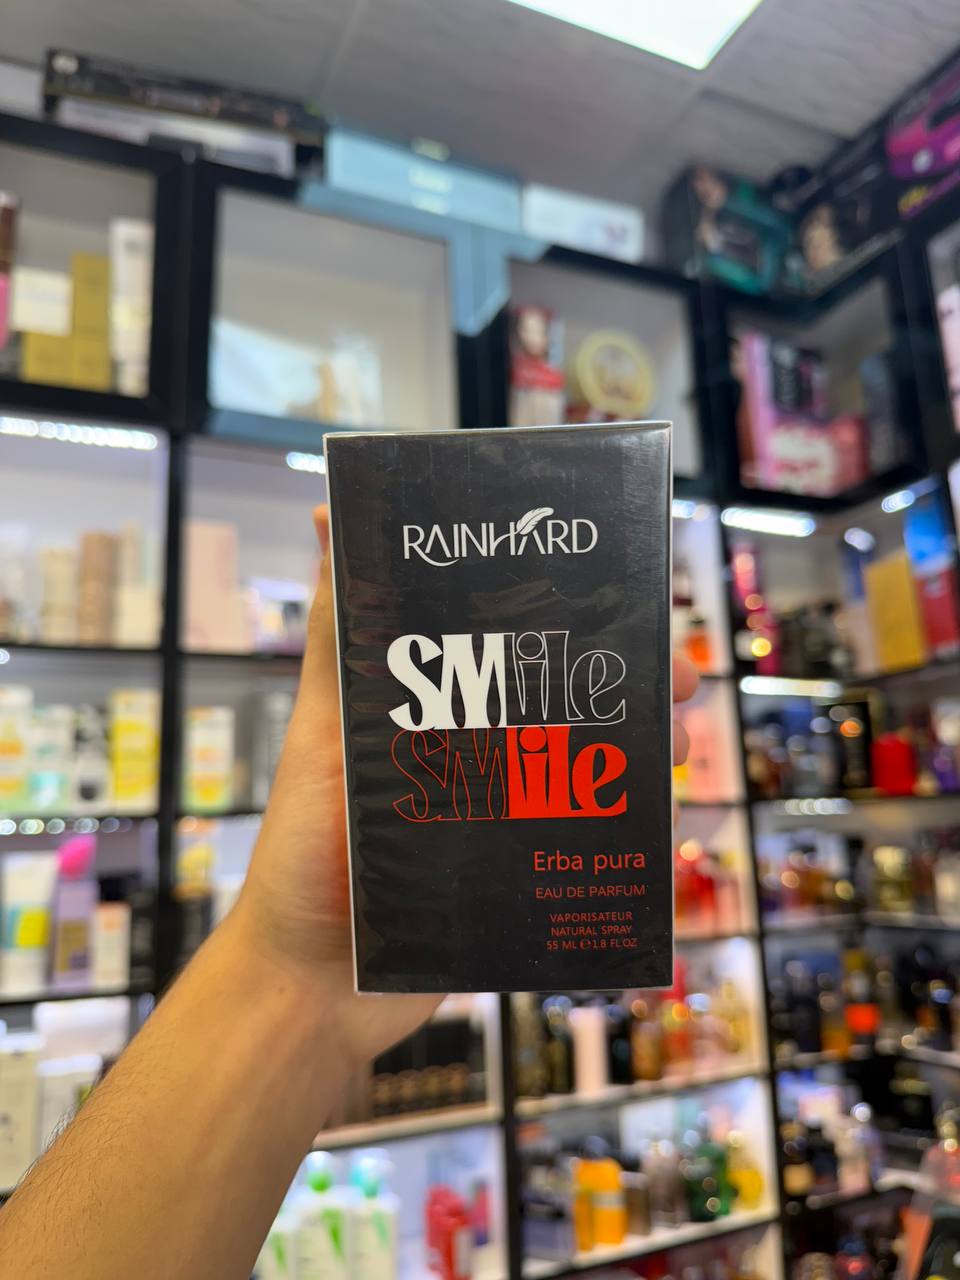 RAINHARD
SMile
SMile
Erba pura
EAU DE PARFUM
VAPORISATEUR
NATURAL SPRAY
55 ML ℮ 1.8 FL OZ